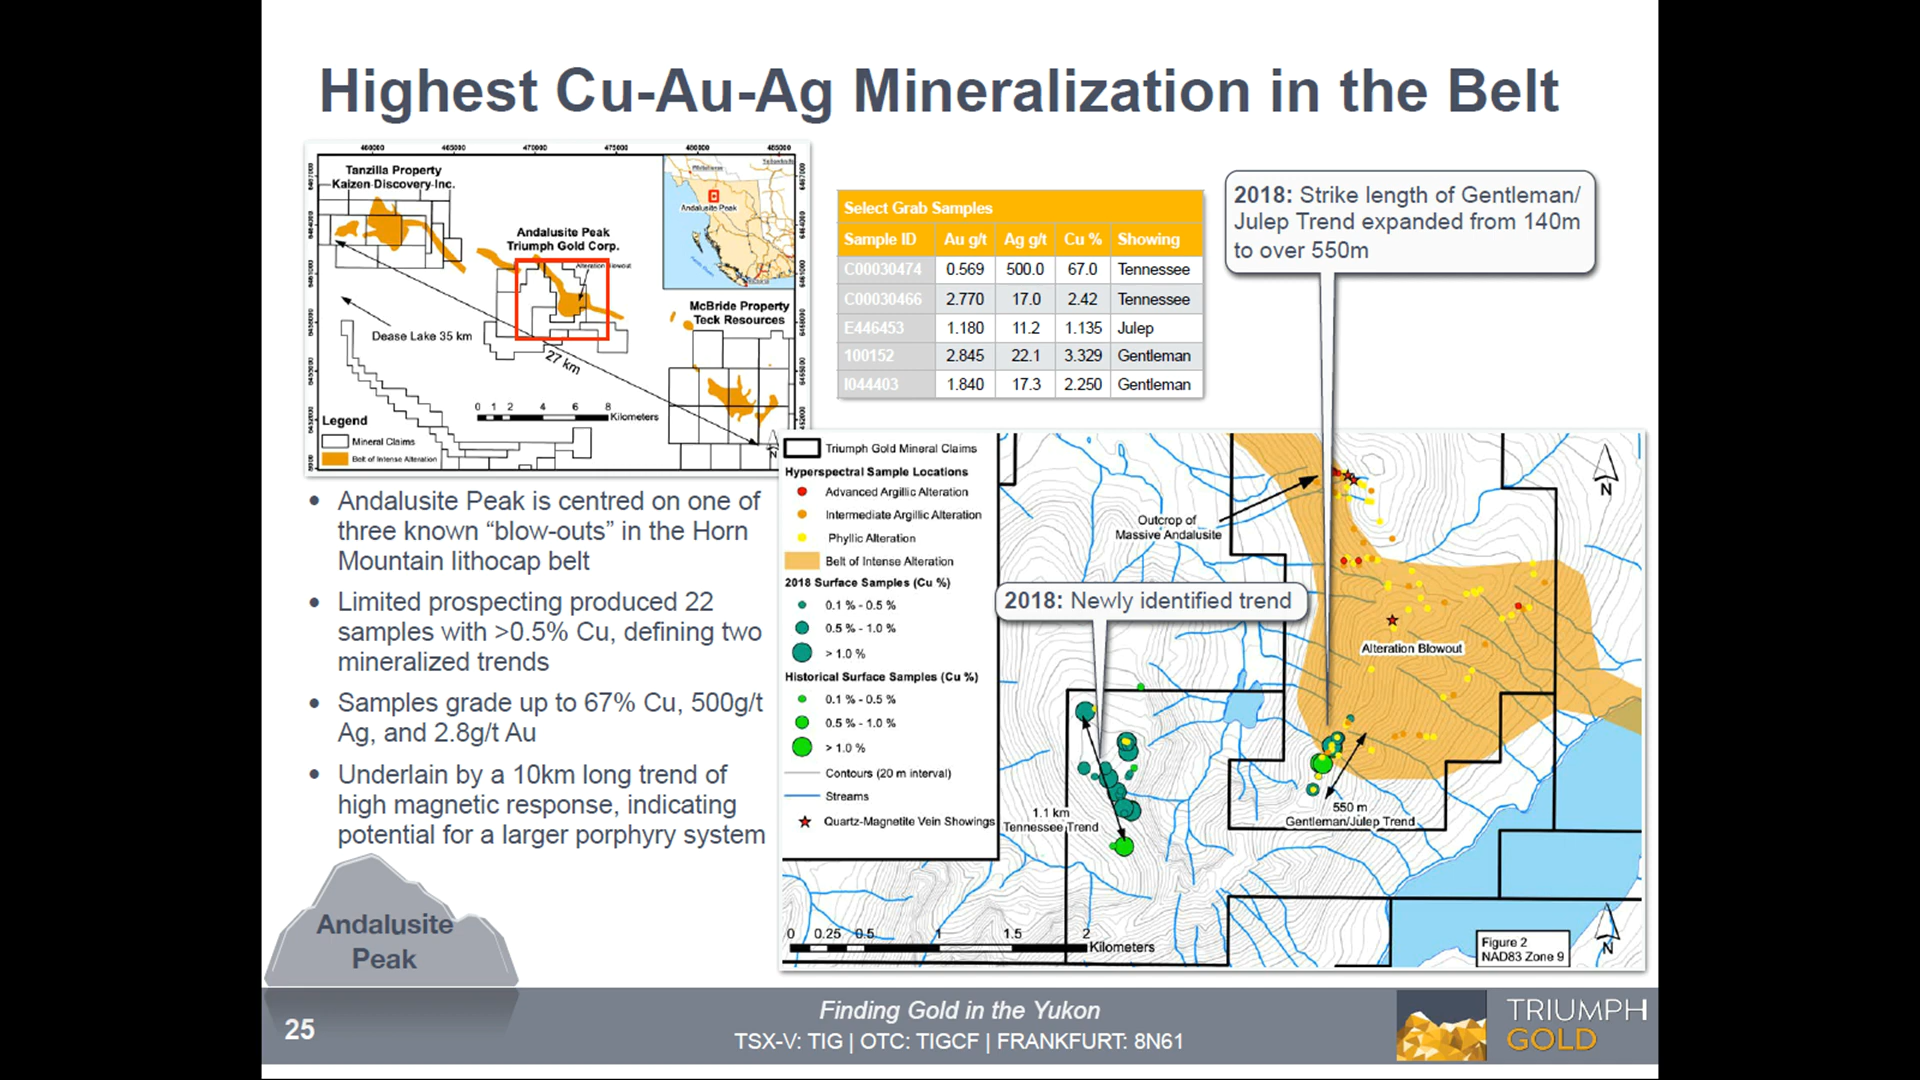 Highest Cu-Au-Ag Mineralization in the Belt
460000 465000 470000 475000 480000 485000
Tanzilla Property
Kaizen Discovery Inc.
Andalusite Peak
Triumph Gold Corp.
Alteration Blowout
Andalusite Peak
McBride Property
Teck Resources
Dease Lake 35 km
27 km
0 1 2 4 6 8
Kilometers
Legend
Mineral Claims
Belt of Intense Alteration
N
Select Grab Samples
Sample ID Au g/t Ag g/t Cu % Showing
C00030474 0.569 500.0 67.0 Tennessee
C00030466 2.770 17.0 2.42 Tennessee
E446453 1.180 11.2 1.135 Julep
100152 2.845 22.1 3.329 Gentleman
I044403 1.840 17.3 2.250 Gentleman
2018: Strike length of Gentleman/
Julep Trend expanded from 140m
to over 550m
• Andalusite Peak is centred on one of
three known “blow-outs” in the Horn
Mountain lithocap belt
• Limited prospecting produced 22
samples with >0.5% Cu, defining two
mineralized trends
• Samples grade up to 67% Cu, 500g/t
Ag, and 2.8g/t Au
• Underlain by a 10km long trend of
high magnetic response, indicating
potential for a larger porphyry system
Triumph Gold Mineral Claims
Hyperspectral Sample Locations
Advanced Argillic Alteration
Intermediate Argillic Alteration
Phyllic Alteration
Belt of Intense Alteration
2018 Surface Samples (Cu %)
0.1 % - 0.5 %
0.5 % - 1.0 %
> 1.0 %
Historical Surface Samples (Cu %)
0.1 % - 0.5 %
0.5 % - 1.0 %
> 1.0 %
Contours (20 m interval)
Streams
Quartz-Magnetite Vein Showings
Outcrop of
Massive Andalusite
N
2018: Newly identified trend
Alteration Blowout
1.1 km
Tennessee Trend
550 m
Gentleman/Julep Trend
0 0.25 0.5 1 1.5 2
Kilometers
Figure 2
NAD83 Zone 9
N
Andalusite
Peak
25
Finding Gold in the Yukon
TSX-V: TIG | OTC: TIGCF | FRANKFURT: 8N61
TRIUMPH
GOLD